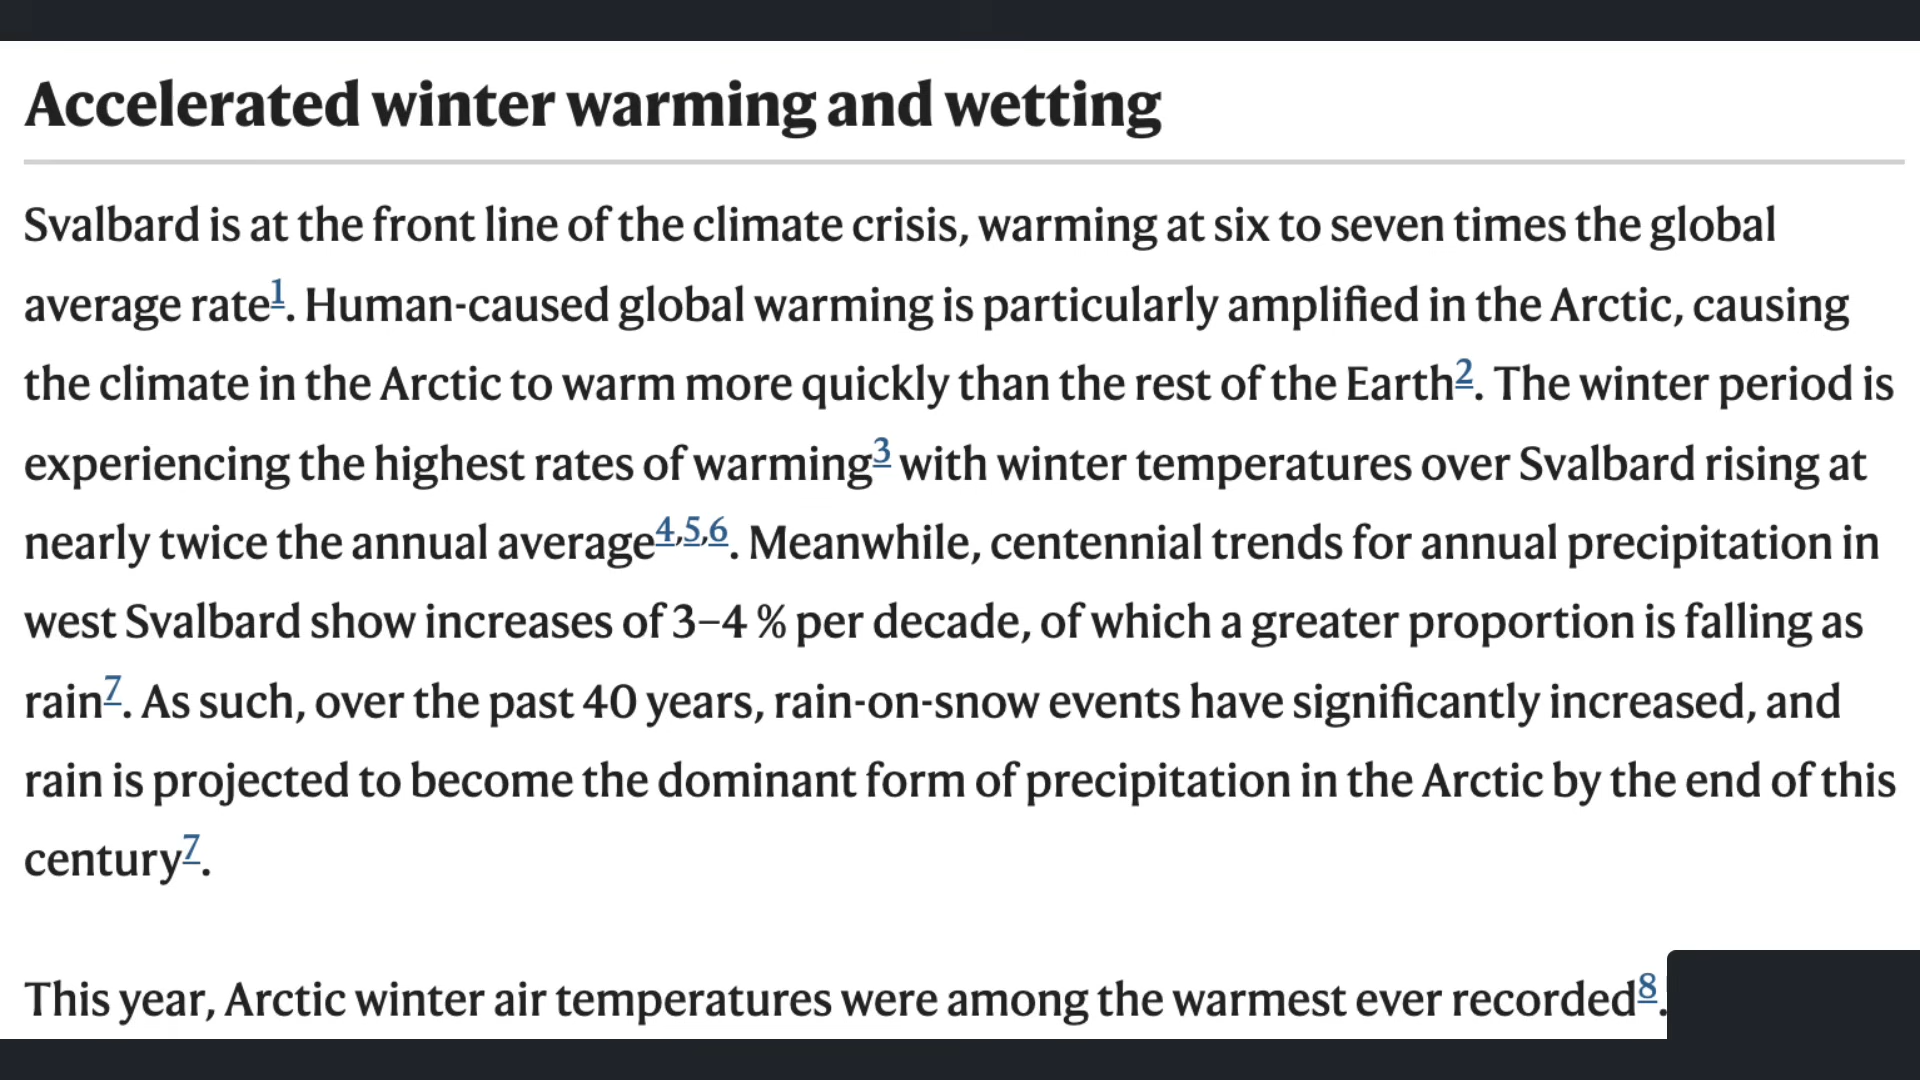 Accelerated winter warming and wetting
Svalbard is at the front line of the climate crisis, warming at six to seven times the global
average rate1. Human-caused global warming is particularly amplified in the Arctic, causing
the climate in the Arctic to warm more quickly than the rest of the Earth2. The winter period is
experiencing the highest rates of warming3 with winter temperatures over Svalbard rising at
nearly twice the annual average4,5,6. Meanwhile, centennial trends for annual precipitation in
west Svalbard show increases of 3–4 % per decade, of which a greater proportion is falling as
rain7. As such, over the past 40 years, rain-on-snow events have significantly increased, and
rain is projected to become the dominant form of precipitation in the Arctic by the end of this
century7.
This year, Arctic winter air temperatures were among the warmest ever recorded8.